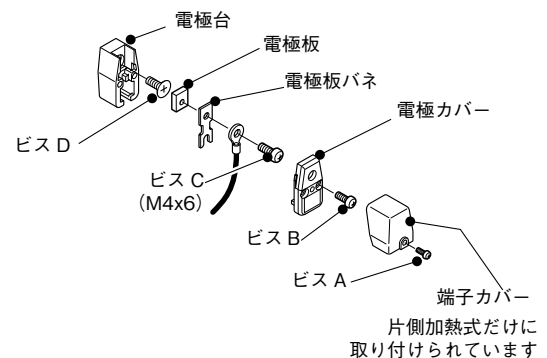 電極台
電極板
電極板バネ
電極カバー
ビス D
ビス C
(M4x6)
ビス B
ビス A
端子カバー
片側加熱式だけに
取り付けられています